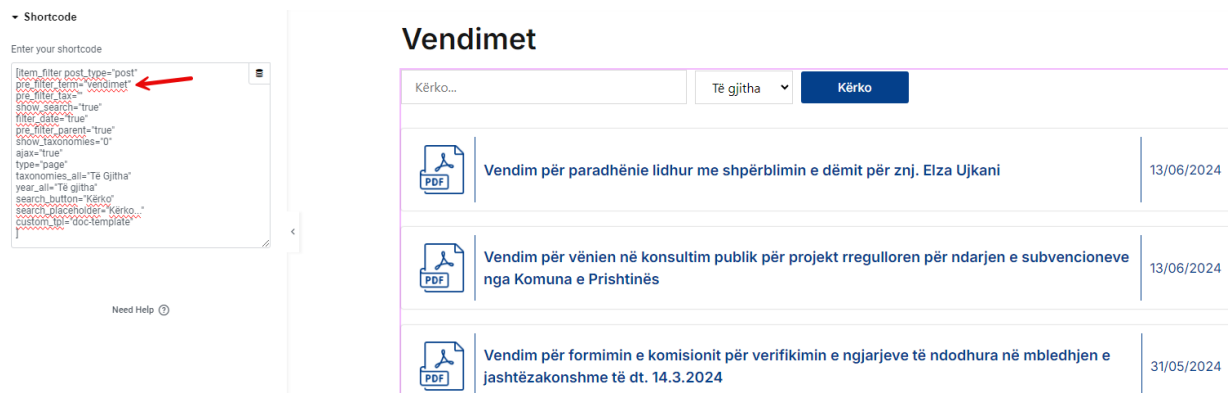 Shortcode
Enter your shortcode
[item_filter post_type="post"
pre_filter_term="vendimet"
pre_filter_tax=""
show_search="true"
filter_date="true"
pre_filter_parent="true"
show_taxonomies="0"
ajax="true"
type="page"
taxonomies_all="Të Gjitha"
year_all="Të gjitha"
search_button="Kërko"
search_placeholder="Kërko..."
custom_tpl="doc-template"
]
Need Help ?
Vendimet
Kërko... Të gjitha Kërko
PDF
Vendim për paradhënie lidhur me shpërblimin e dëmit për znj. Elza Ujkani 13/06/2024
PDF
Vendim për vënien në konsultim publik për projekt rregulloren për ndarjen e subvencioneve
nga Komuna e Prishtinës
13/06/2024
PDF
Vendim për formimin e komisionit për verifikimin e ngjarjeve të ndodhura në mbledhjen e
jashtëzakonshme të dt. 14.3.2024
31/05/2024